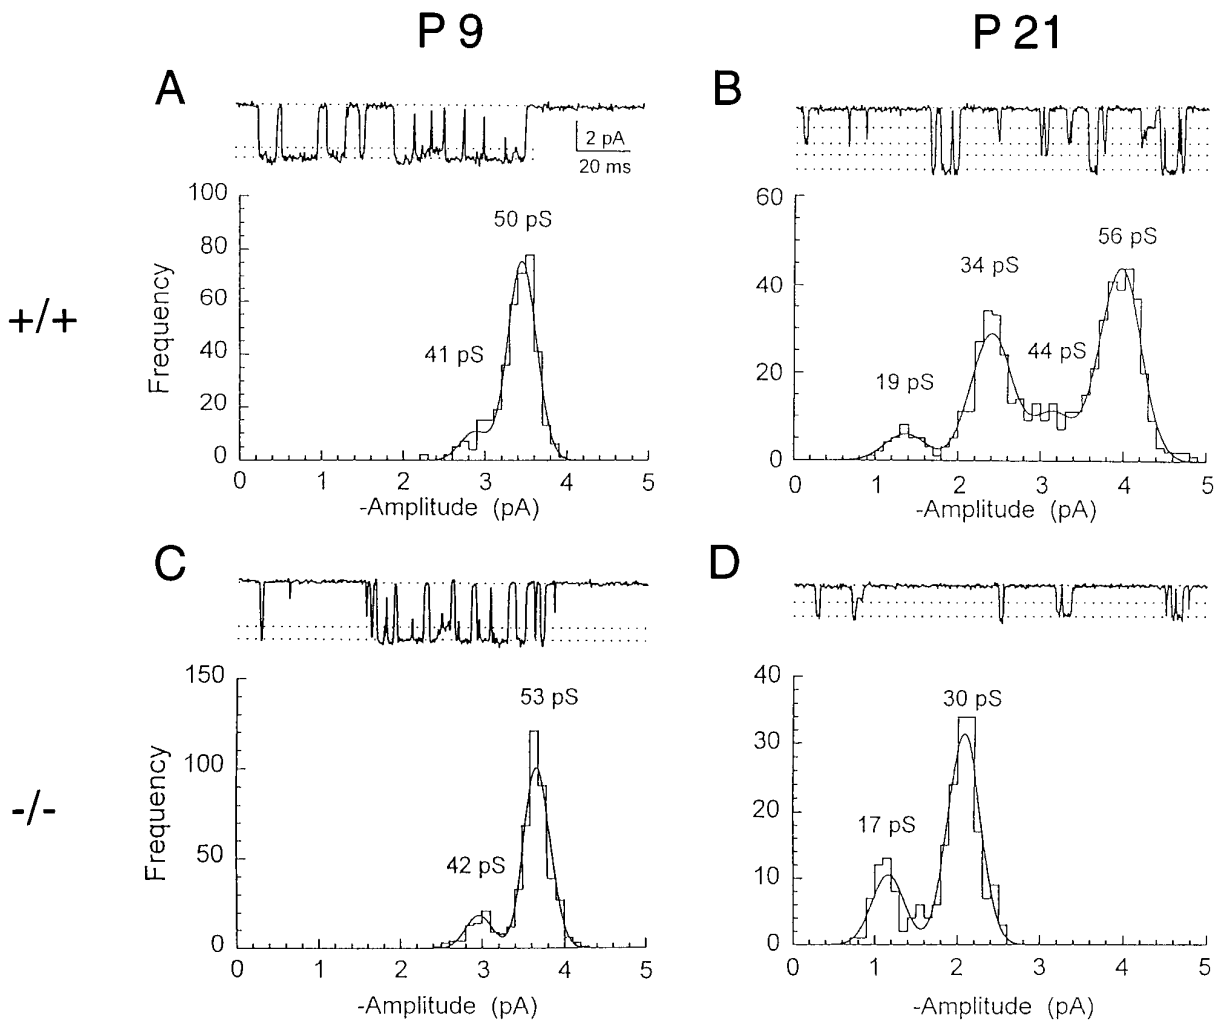 P 9
P 21
A
B
2 pA
20 ms
+/+
100
80
60
40
20
0
Frequency
50 pS
41 pS
0 1 2 3 4 5
-Amplitude (pA)
60
40
20
0
19 pS
34 pS
44 pS
56 pS
0 1 2 3 4 5
-Amplitude (pA)
C
D
-/-
150
100
50
0
Frequency
53 pS
42 pS
0 1 2 3 4 5
-Amplitude (pA)
40
30
20
10
0
30 pS
17 pS
0 1 2 3 4 5
-Amplitude (pA)